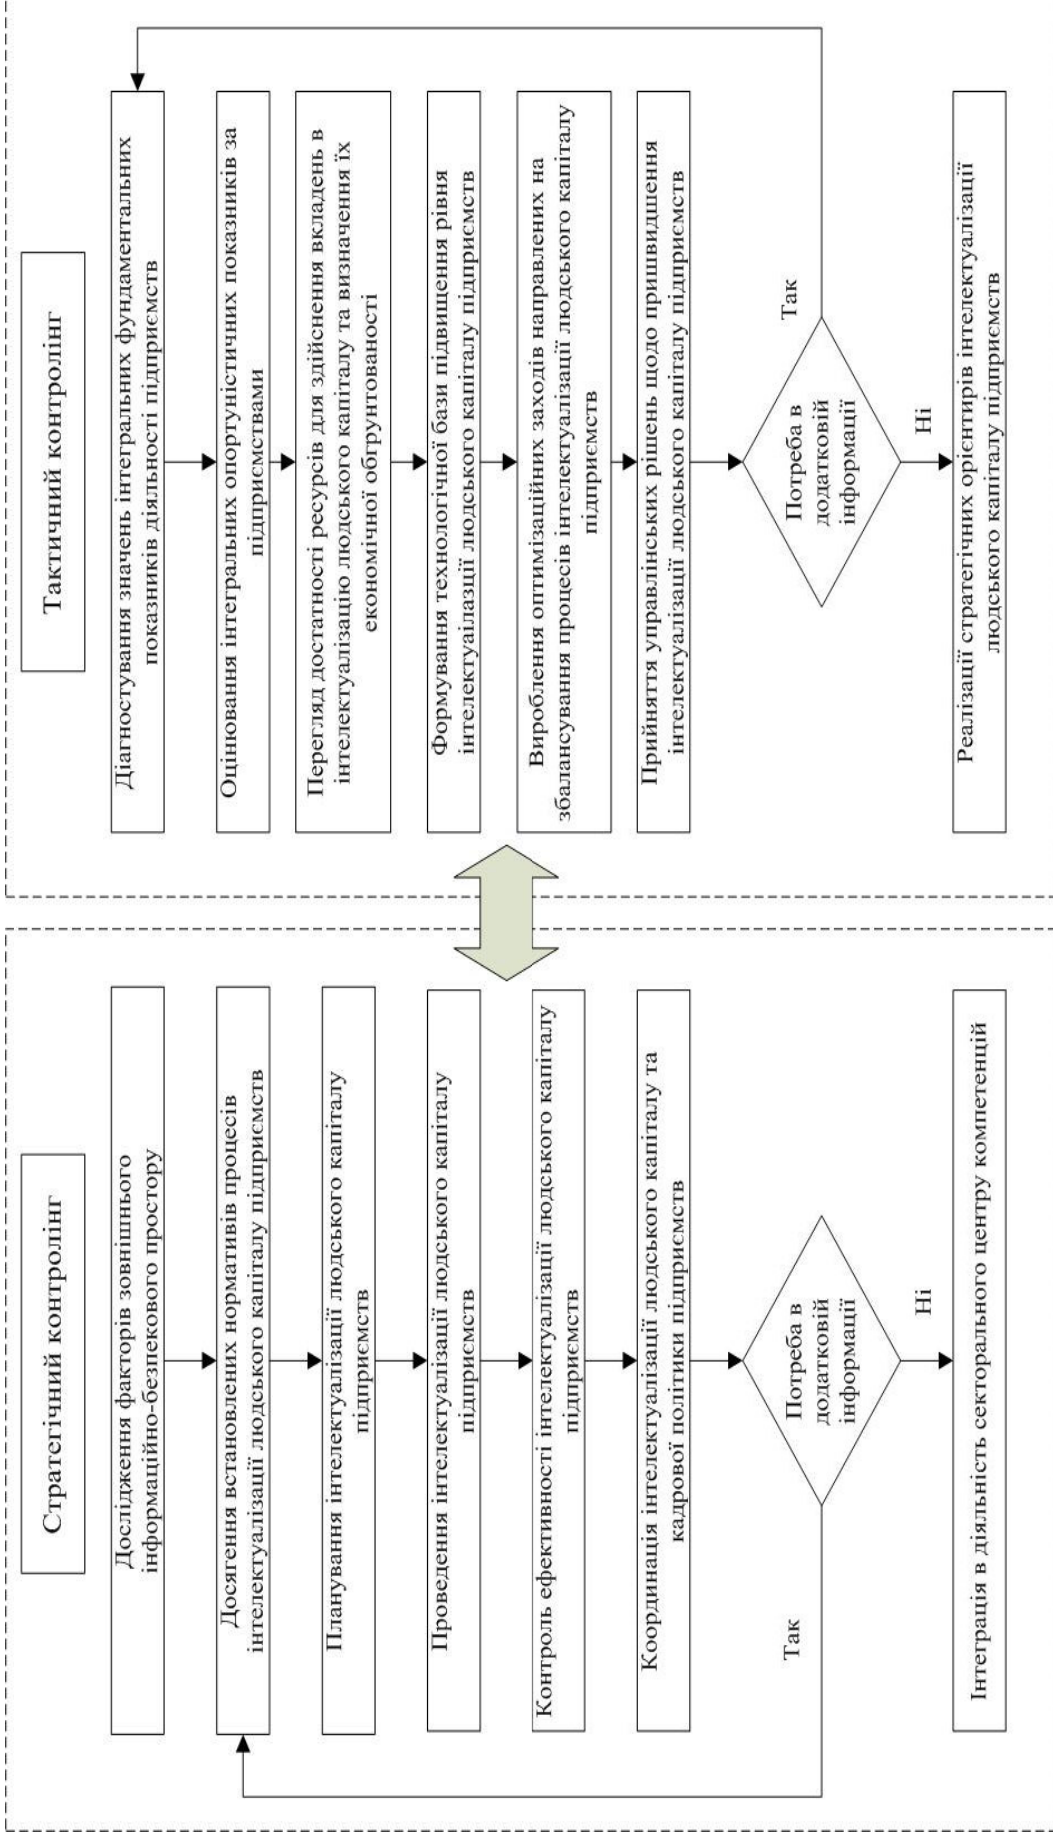 Стратегічний контролінг
Дослідження факторів зовнішнього
інформаційно-безпекового простору
Досягення встановлених нормативів процесів
інтелектуалізації людського капіталу підприємств
Планування інтелектуалізації людського капіталу
підприємств
Проведення інтелектуалізації людського капіталу
підприємств
Контроль ефективності інтелектуалізації людського капіталу
підприємств
Координація інтелектуалізації людського капіталу та
кадрової політики підприємств
Потреба в
додатковій
інформації
Так
Ні
Інтеграція в діяльність секторального центру компетенцій
Тактичний контролінг
Діагностування значень інтегральних фундаментальних
показників діяльності підприємств
Оцінювання інтегральних опортуністичних показників за
підприємствами
Перегляд достатності ресурсів для здійснення вкладень в
інтелектуалізацію людського капіталу та визначення їх
економічної обгрунтованості
Формування технологічної бази підвищення рівня
інтелектуаілазції людського капіталу підприємств
Вироблення оптимізаційних заходів направлених на
збалансування процесів інтелектуалізації людського капіталу
підприємств
Прийняття управлінських рішень щодо пришвидшення
інтелектуалізації людського капіталу підприємств
Потреба в
додатковій
інформації
Так
Ні
Реалізації стратегічних орієнтирів інтелектуалізації
людського капіталу підприємств